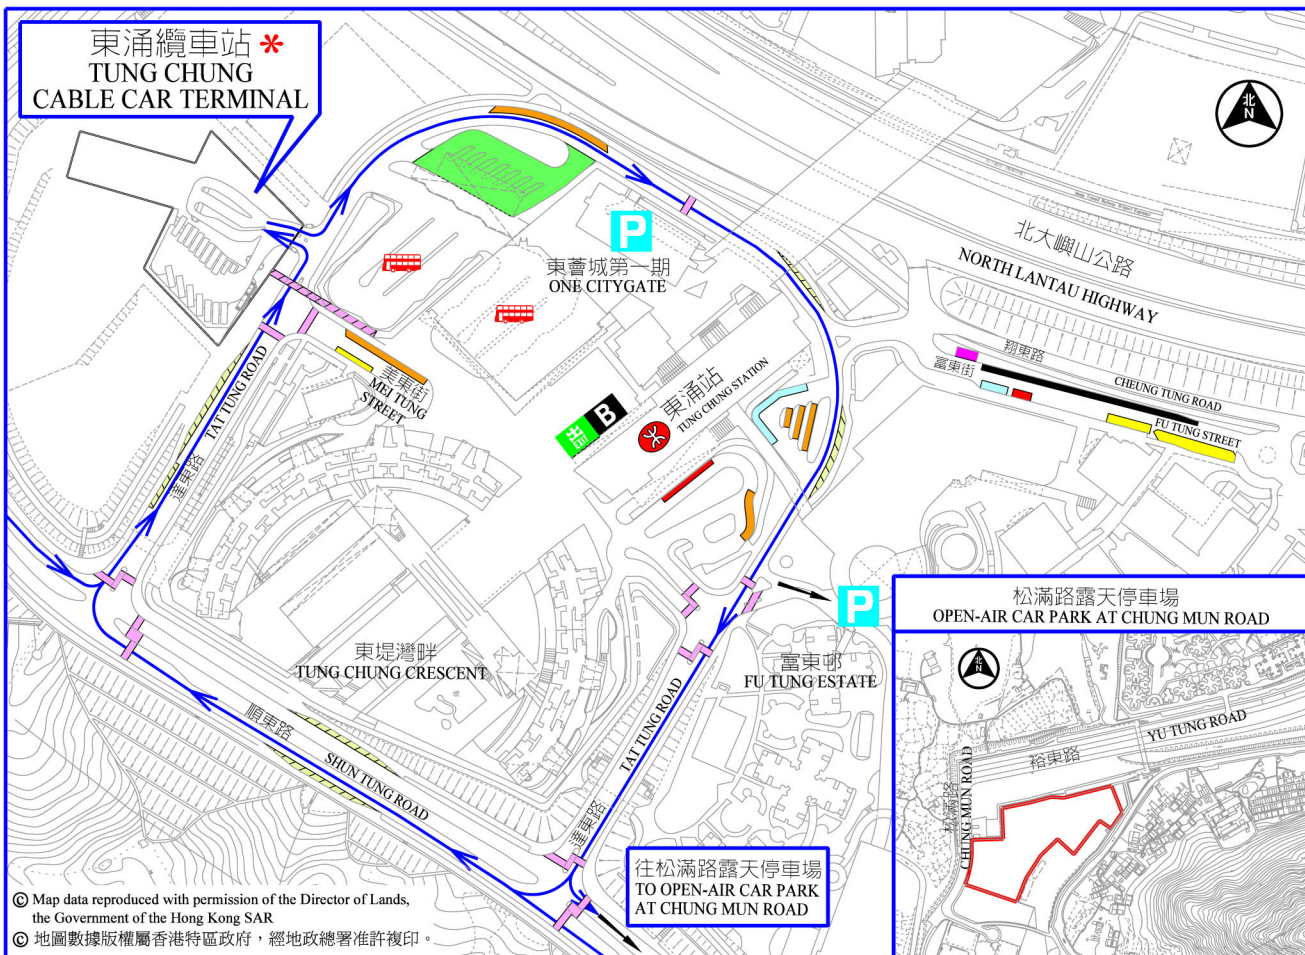 東涌纜車站 *
TUNG CHUNG
CABLE CAR TERMINAL
北
N
北大嶼山公路
NORTH LANTAU HIGHWAY
P
東薈城第一期
ONE CITYGATE
翔東路
CHEUNG TUNG ROAD
富東街
FU TUNG STREET
美東街
MEI TUNG
STREET
TAT TUNG ROAD
達東路
東涌站
TUNG CHUNG STATION
出
EXIT
B
P
東堤灣畔
TUNG CHUNG CRESCENT
富東邨
FU TUNG ESTATE
順東路
SHUN TUNG ROAD
TAT TUNG ROAD
達東路
往松滿路露天停車場
TO OPEN-AIR CAR PARK
AT CHUNG MUN ROAD
松滿路露天停車場
OPEN-AIR CAR PARK AT CHUNG MUN ROAD
北
N
YU TUNG ROAD
裕東路
松滿路
CHUNG MUN ROAD
© Map data reproduced with permission of the Director of Lands,
the Government of the Hong Kong SAR
© 地圖數據版權屬香港特區政府，經地政總署准許複印。